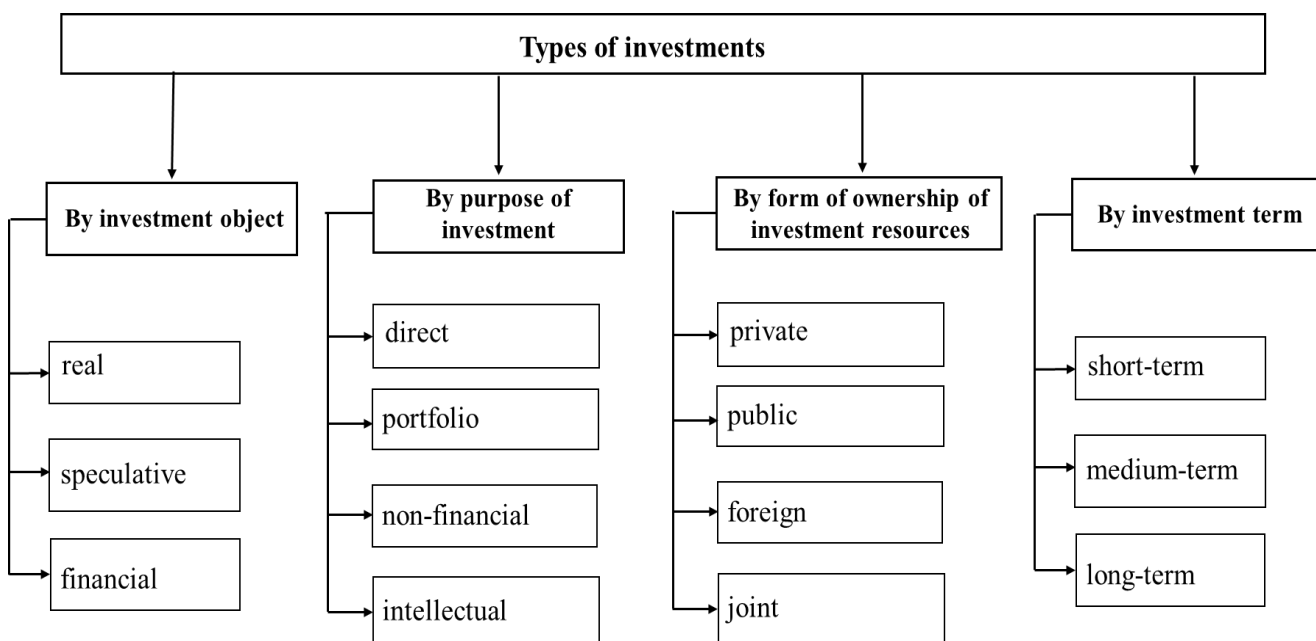 Types of investments
By investment object
real
speculative
financial
By purpose of
investment
direct
portfolio
non-financial
intellectual
By form of ownership of
investment resources
private
public
foreign
joint
By investment term
short-term
medium-term
long-term